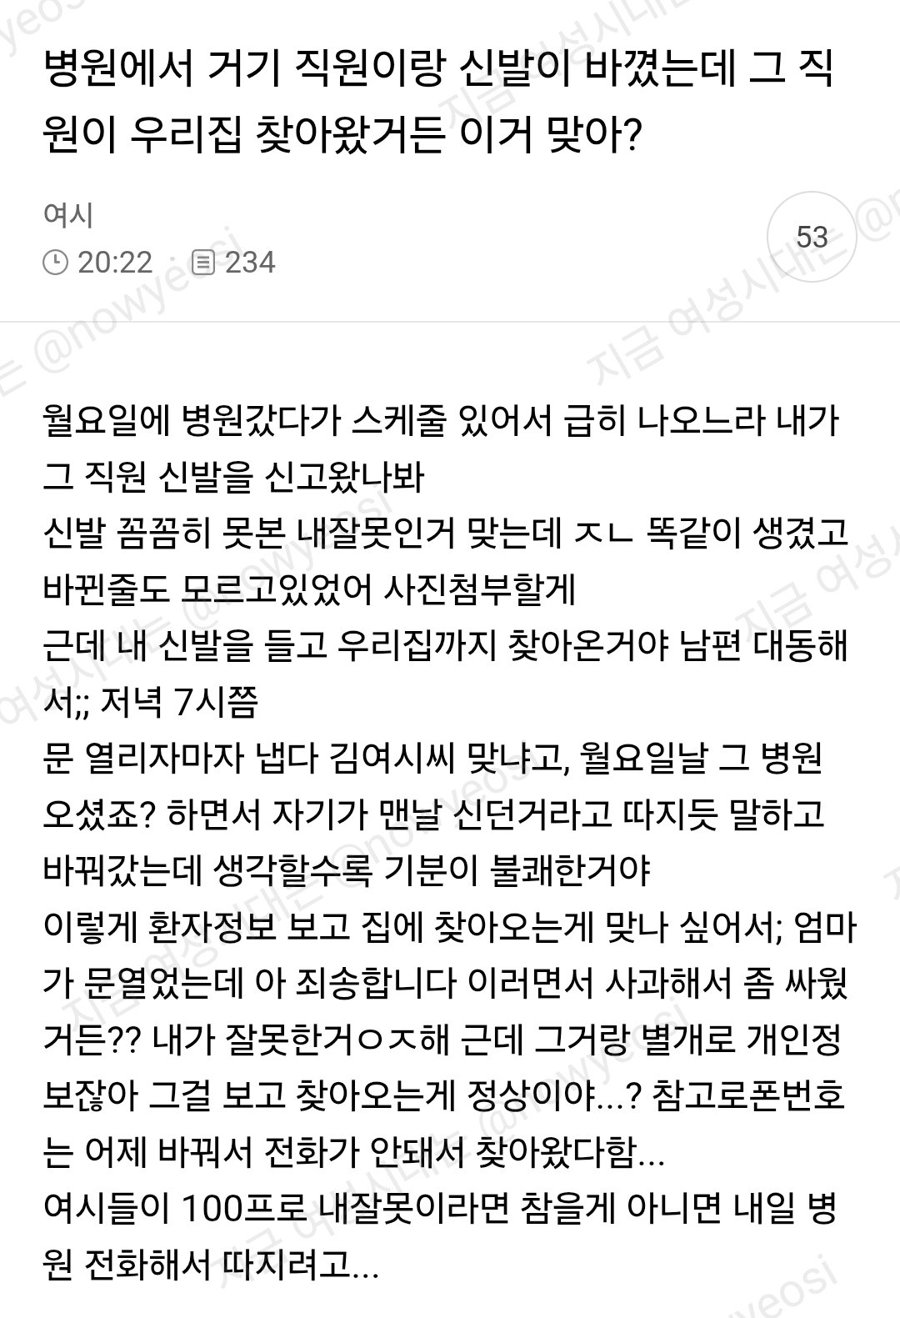 병원에서 거기 직원이랑 신발이 바꼈는데 그 직
원이 우리집 찾아왔거든 이거 맞아?
여시
20:22 234
53
월요일에 병원갔다가 스케줄 있어서 급히 나오느라 내가
그 직원 신발을 신고왔나봐
신발 꼼꼼히 못본 내잘못인거 맞는데 ㅈㄴ 똑같이 생겼고
바뀐줄도 모르고있었어 사진첨부할게
근데 내 신발을 들고 우리집까지 찾아온거야 남편 대동해
서;; 저녁 7시쯤
문 열리자마자 냅다 김여시씨 맞냐고, 월요일날 그 병원
오셨죠? 하면서 자기가 맨날 신던거라고 따지듯 말하고
바꿔갔는데 생각할수록 기분이 불쾌한거야
이렇게 환자정보 보고 집에 찾아오는게 맞나 싶어서; 엄마
가 문열었는데 아 죄송합니다 이러면서 사과해서 좀 싸웠
거든?? 내가 잘못한거ㅇㅈ해 근데 그거랑 별개로 개인정
보잖아 그걸 보고 찾아오는게 정상이야...? 참고로폰번호
는 어제 바꿔서 전화가 안돼서 찾아왔다함...
여시들이 100프로 내잘못이라면 참을게 아니면 내일 병
원 전화해서 따지려고...
지금 여성시대는 @nowyeosi